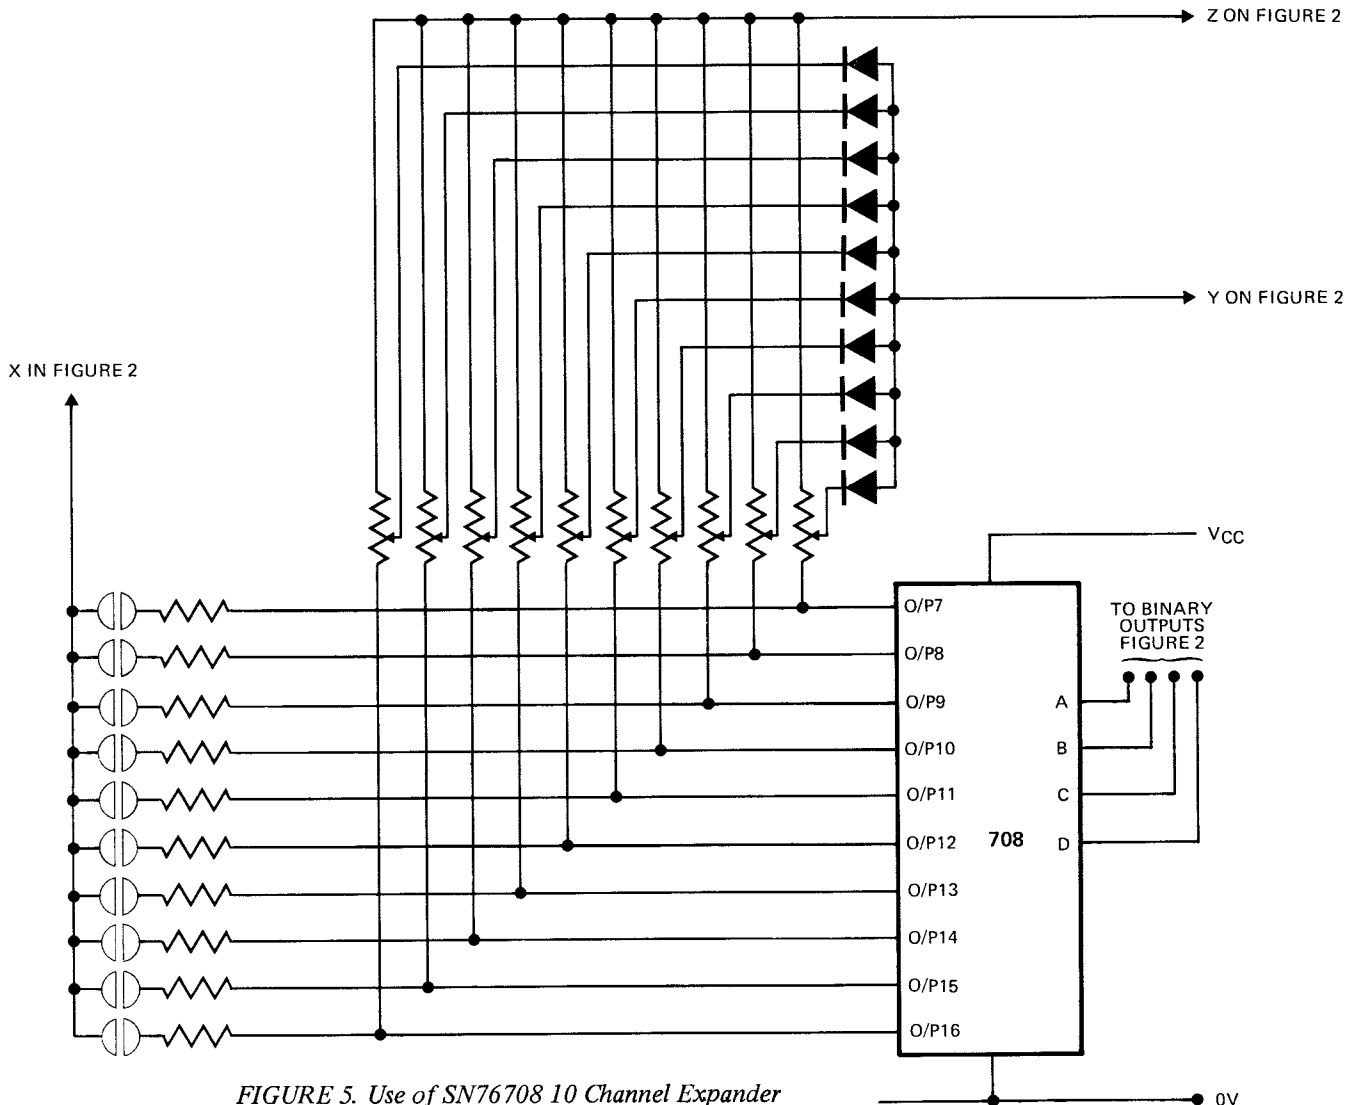 Z ON FIGURE 2
Y ON FIGURE 2
X IN FIGURE 2
VCC
O/P7
O/P8
O/P9
O/P10
O/P11
O/P12
O/P13
O/P14
O/P15
O/P16
708
A
B
C
D
TO BINARY
OUTPUTS
FIGURE 2
0V
FIGURE 5. Use of SN76708 10 Channel Expander